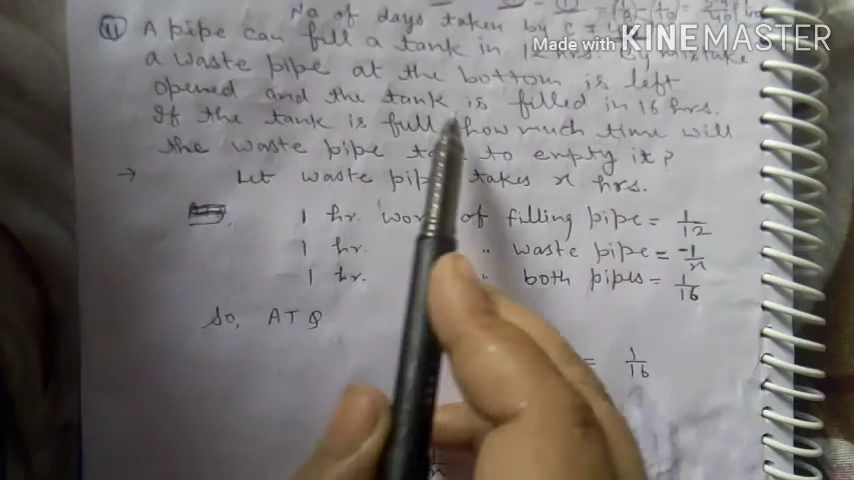 No of days taken by C =
(11) A pipe can fill a tank in 12 hrs. By mistake
Made with KINEMASTER
a waste pipe at the bottom is left
opened and the tank is filled in 16 hrs.
If the tank is full, how much time will
the waste pipe to empty it?
→ Let waste pipe takes x hrs.
1 hr. work of filling pipe = 1/12
1 hr. " waste pipe = -1/x
1 hr. " both pipes = 1/16
So, ATQ
= 1/16